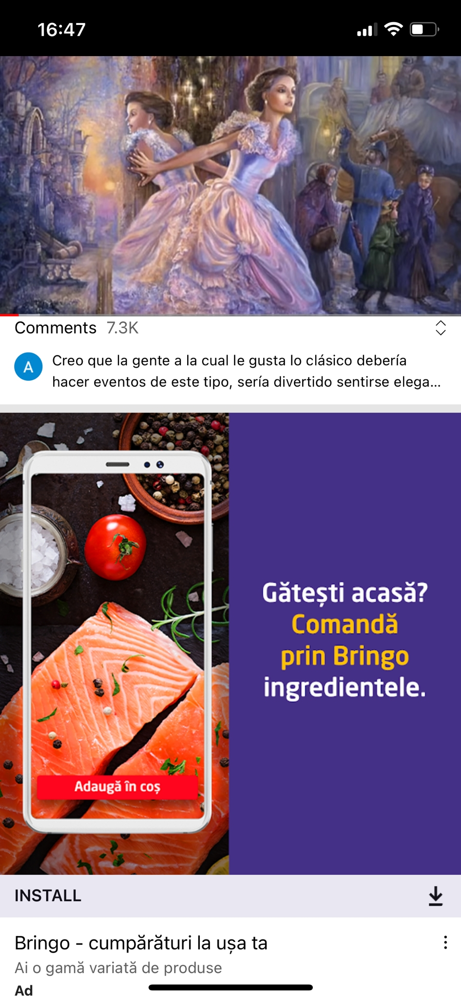 16:47
Comments 7.3K
A
Creo que la gente a la cual le gusta lo clásico debería
hacer eventos de este tipo, sería divertido sentirse elega...
Gătești acasă?
Comandă
prin Bringo
ingredientele.
Adaugă în coș
INSTALL
Bringo - cumpărături la ușa ta
Ai o gamă variată de produse
Ad